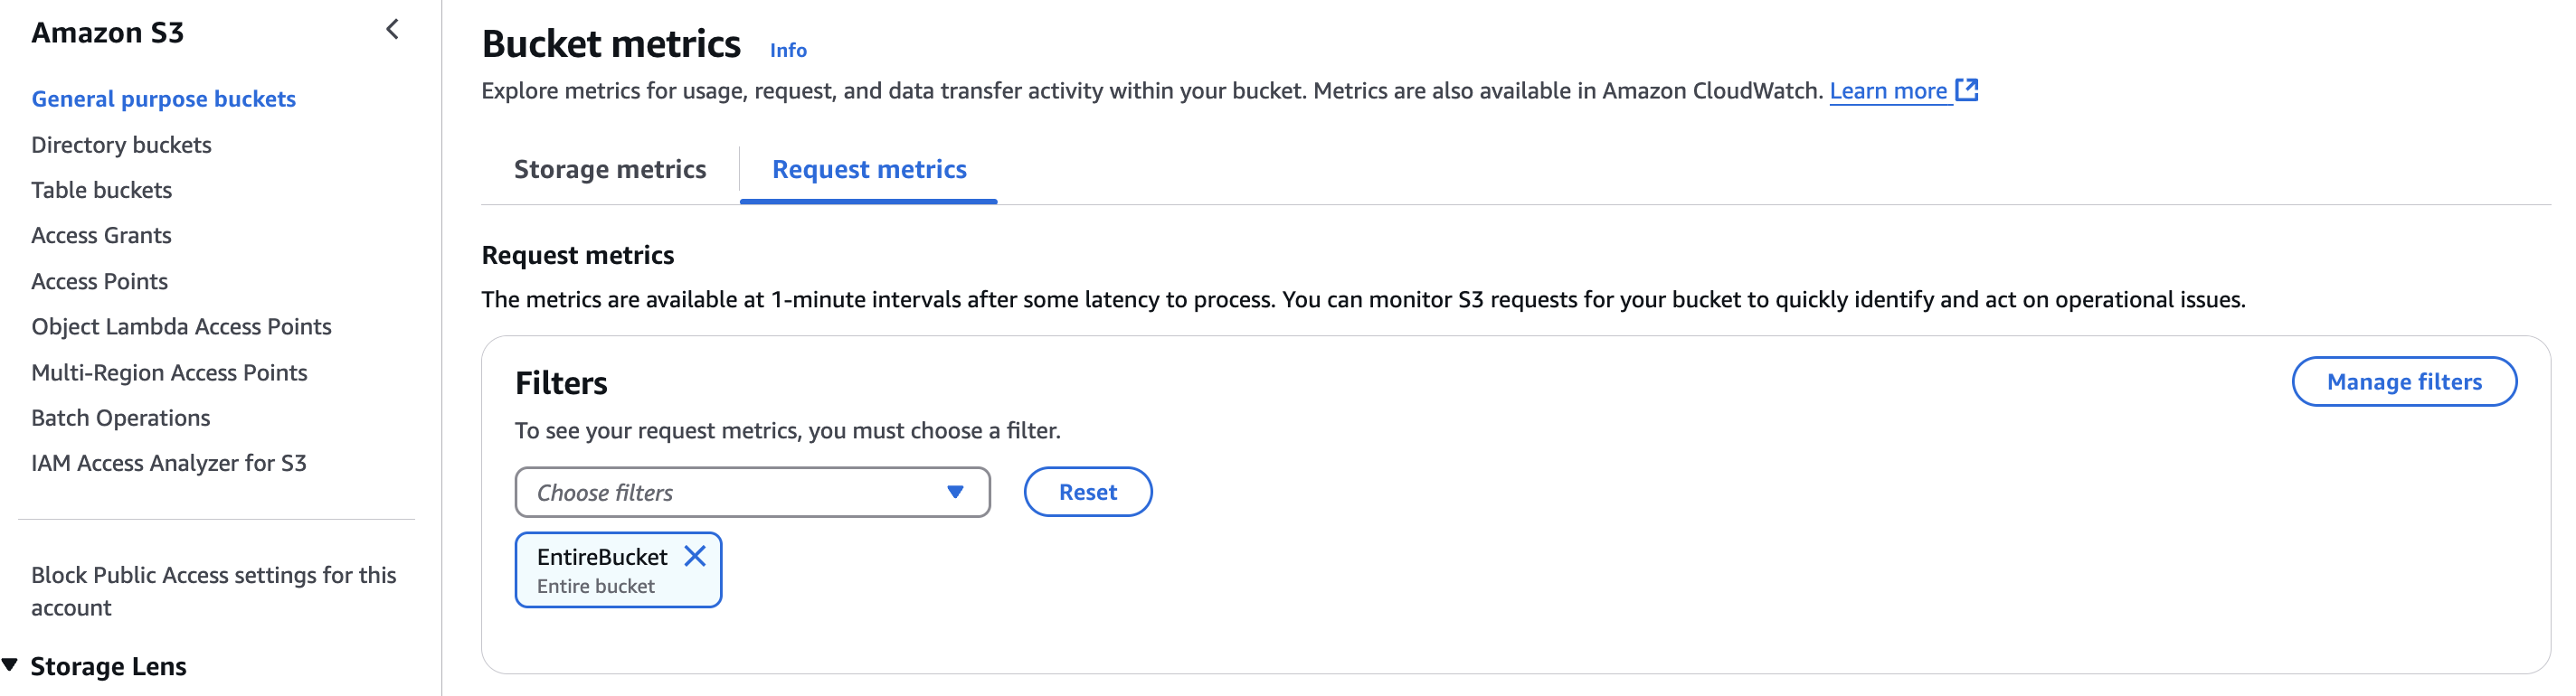 Amazon S3
General purpose buckets
Directory buckets
Table buckets
Access Grants
Access Points
Object Lambda Access Points
Multi-Region Access Points
Batch Operations
IAM Access Analyzer for S3
Block Public Access settings for this
account
Storage Lens
Bucket metrics Info
Explore metrics for usage, request, and data transfer activity within your bucket. Metrics are also available in Amazon CloudWatch. Learn more
Storage metrics Request metrics
Request metrics
The metrics are available at 1-minute intervals after some latency to process. You can monitor S3 requests for your bucket to quickly identify and act on operational issues.
Filters Manage filters
To see your request metrics, you must choose a filter.
Choose filters Reset
EntireBucket
Entire bucket